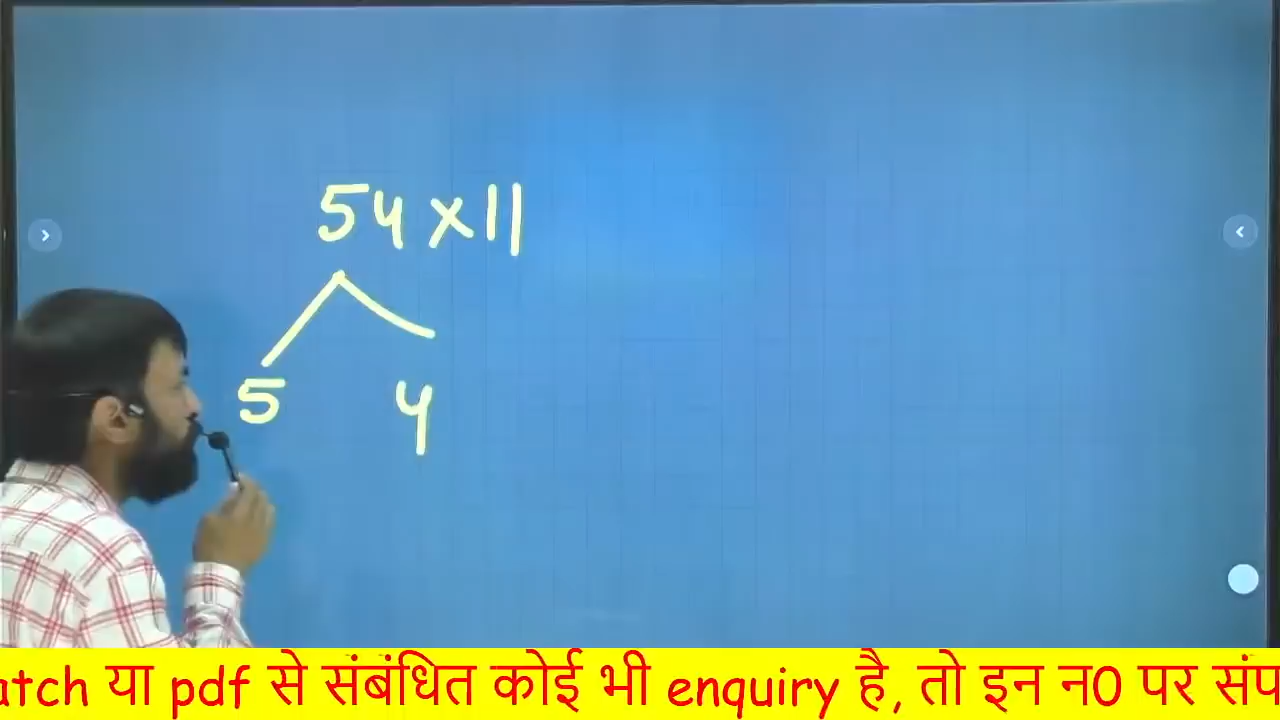 54×11
5 4
atch या pdf से संबंधित कोई भी enquiry है, तो इन न0 पर संप